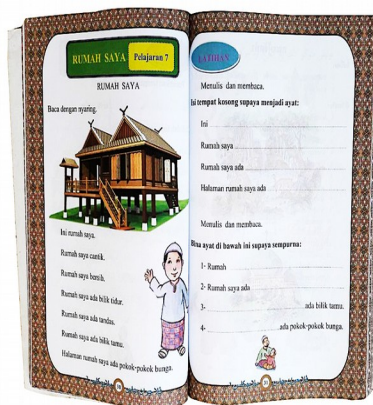 RUMAH SAYA
Pelajaran 7
RUMAH SAYA
Baca dengan nyaring.
Ini rumah saya.
Rumah saya cantik.
Rumah saya bersih.
Rumah saya ada bilik tidur.
Rumah saya ada tandas.
Rumah saya ada bilik tamu.
Halaman rumah saya ada pokok-pokok bunga.
LATIHAN
Menulis dan membaca.
Isi tempat kosong supaya menjadi ayat:
Ini
Rumah saya
Rumah saya ada
Halaman rumah saya ada
Menulis dan membaca.
Bina ayat di bawah ini supaya sempurna:
1- Rumah
2- Rumah saya ada
3- ada bilik tamu.
4- ada pokok-pokok bunga.